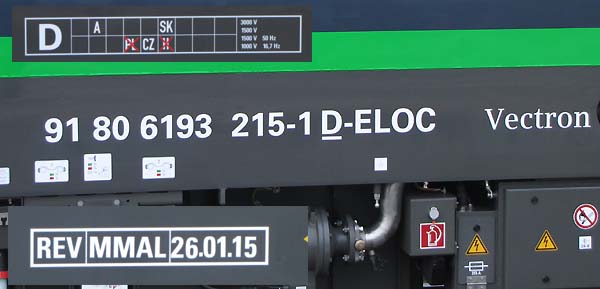 D A SK 3000 V
1500 V
PL CZ H 1500 V 50 Hz
1000 V 16,7 Hz
91 80 6193 215-1 D-ELOC Vectron
REV MMAL 26.01.15